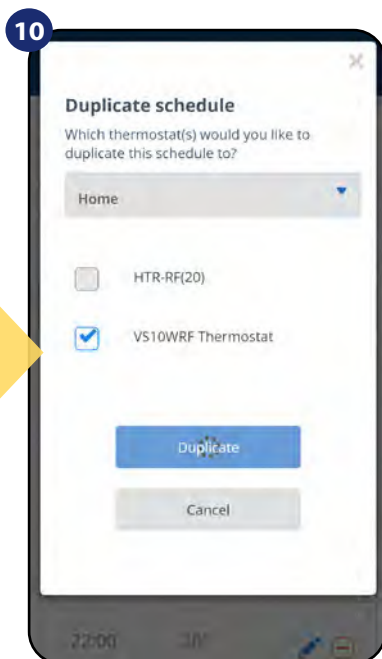 10
Duplicate schedule
Which thermostat(s) would you like to
duplicate this schedule to?
Home
HTR-RF(20)
VS10WRF Thermostat
Duplicate
Cancel
22:00